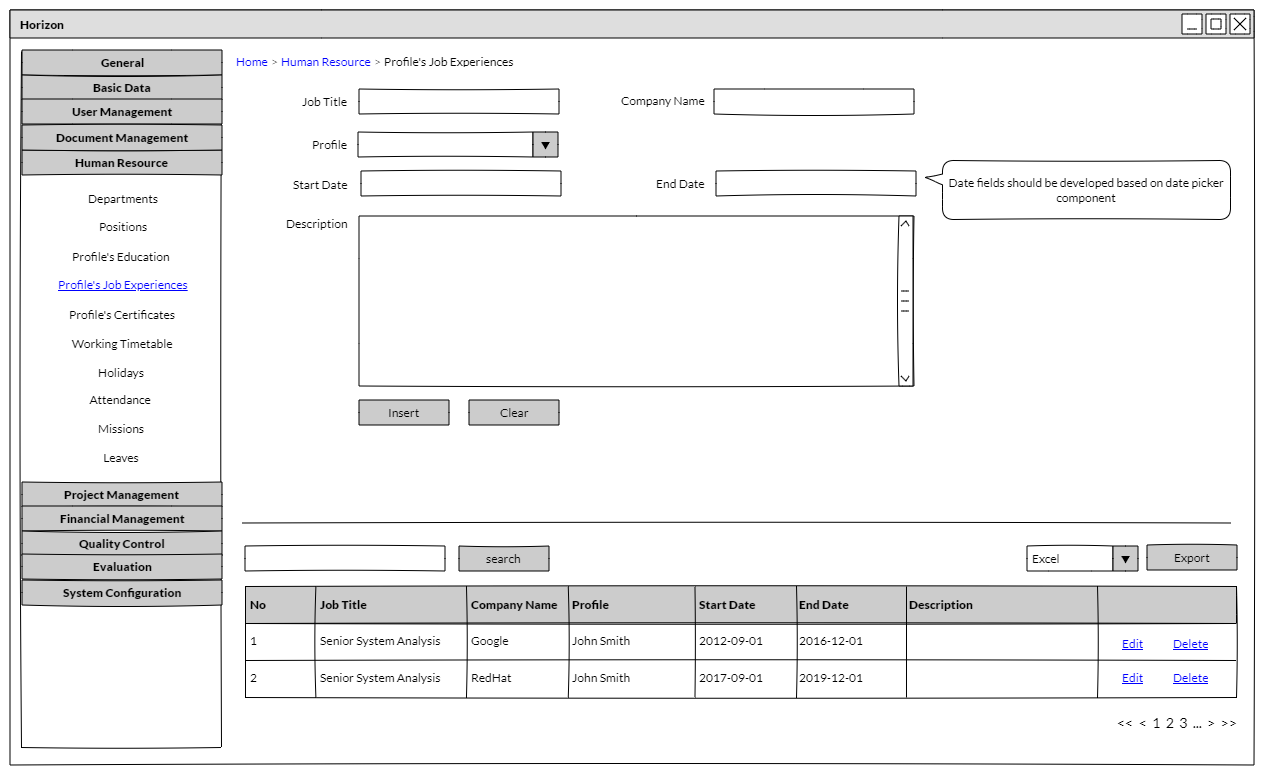 Horizon
General
Basic Data
User Management
Document Management
Human Resource
Departments
Positions
Profile's Education
Profile's Job Experiences
Profile's Certificates
Working Timetable
Holidays
Attendance
Missions
Leaves
Project Management
Financial Management
Quality Control
Evaluation
System Configuration
Home > Human Resource > Profile's Job Experiences
Job Title
Company Name
Profile ▼
Start Date
End Date
Date fields should be developed based on date picker
component
Description
Insert Clear
search
Excel ▼ Export
No Job Title Company Name Profile Start Date End Date Description
1 Senior System Analysis Google John Smith 2012-09-01 2016-12-01 Edit Delete
2 Senior System Analysis RedHat John Smith 2017-09-01 2019-12-01 Edit Delete
<< < 1 2 3 ... > >>